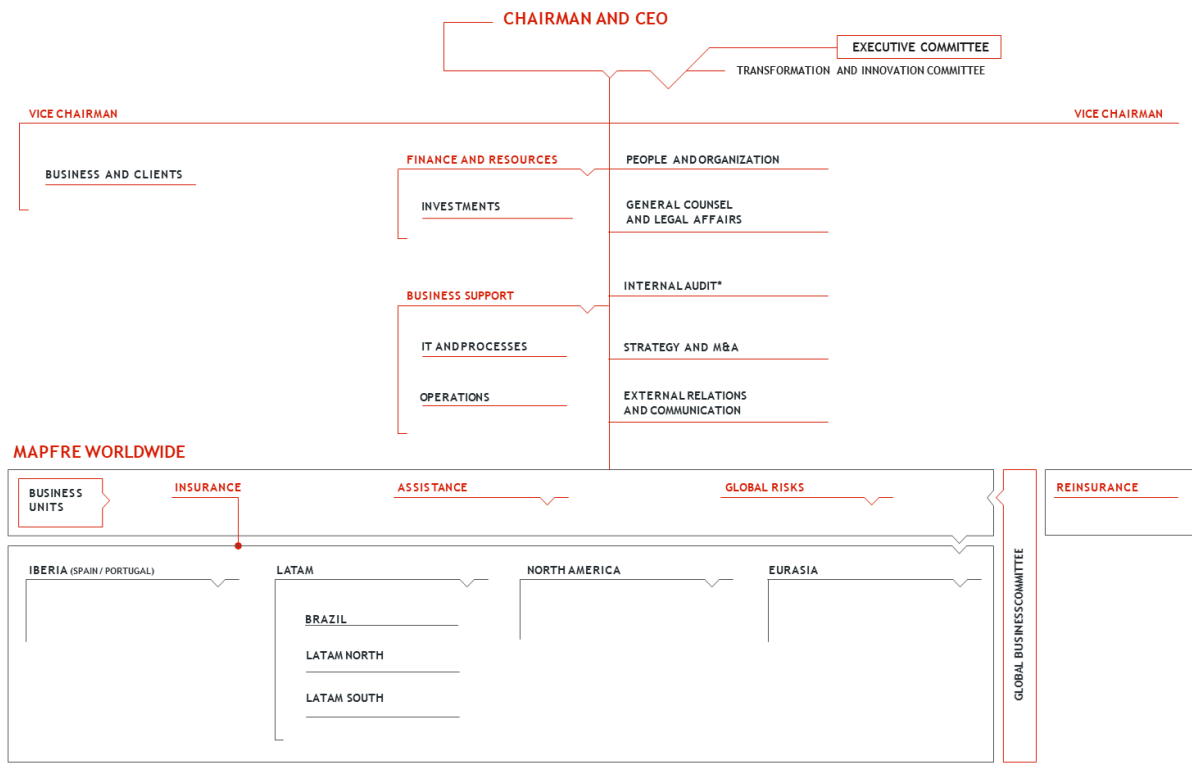 CHAIRMAN AND CEO
EXECUTIVE COMMITTEE
TRANSFORMATION AND INNOVATION COMMITTEE
VICE CHAIRMAN
VICE CHAIRMAN
BUSINESS AND CLIENTS
FINANCE AND RESOURCES
PEOPLE AND ORGANIZATION
INVESTMENTS
GENERAL COUNSEL
AND LEGAL AFFAIRS
INTERNAL AUDIT*
BUSINESS SUPPORT
IT AND PROCESSES
STRATEGY AND M&A
OPERATIONS
EXTERNAL RELATIONS
AND COMMUNICATION
MAPFRE WORLDWIDE
BUSINESS
UNITS
INSURANCE
ASSISTANCE
GLOBAL RISKS
REINSURANCE
IBERIA (SPAIN / PORTUGAL)
LATAM
NORTH AMERICA
EURASIA
BRAZIL
LATAM NORTH
LATAM SOUTH
GLOBAL BUSINESS COMMITTEE